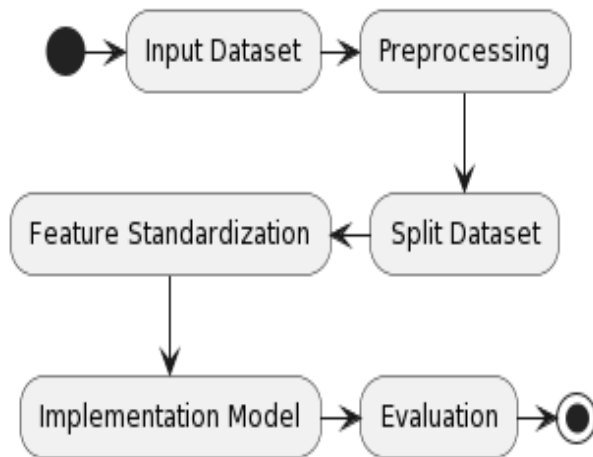 Input Dataset
Preprocessing
Split Dataset
Feature Standardization
Implementation Model
Evaluation